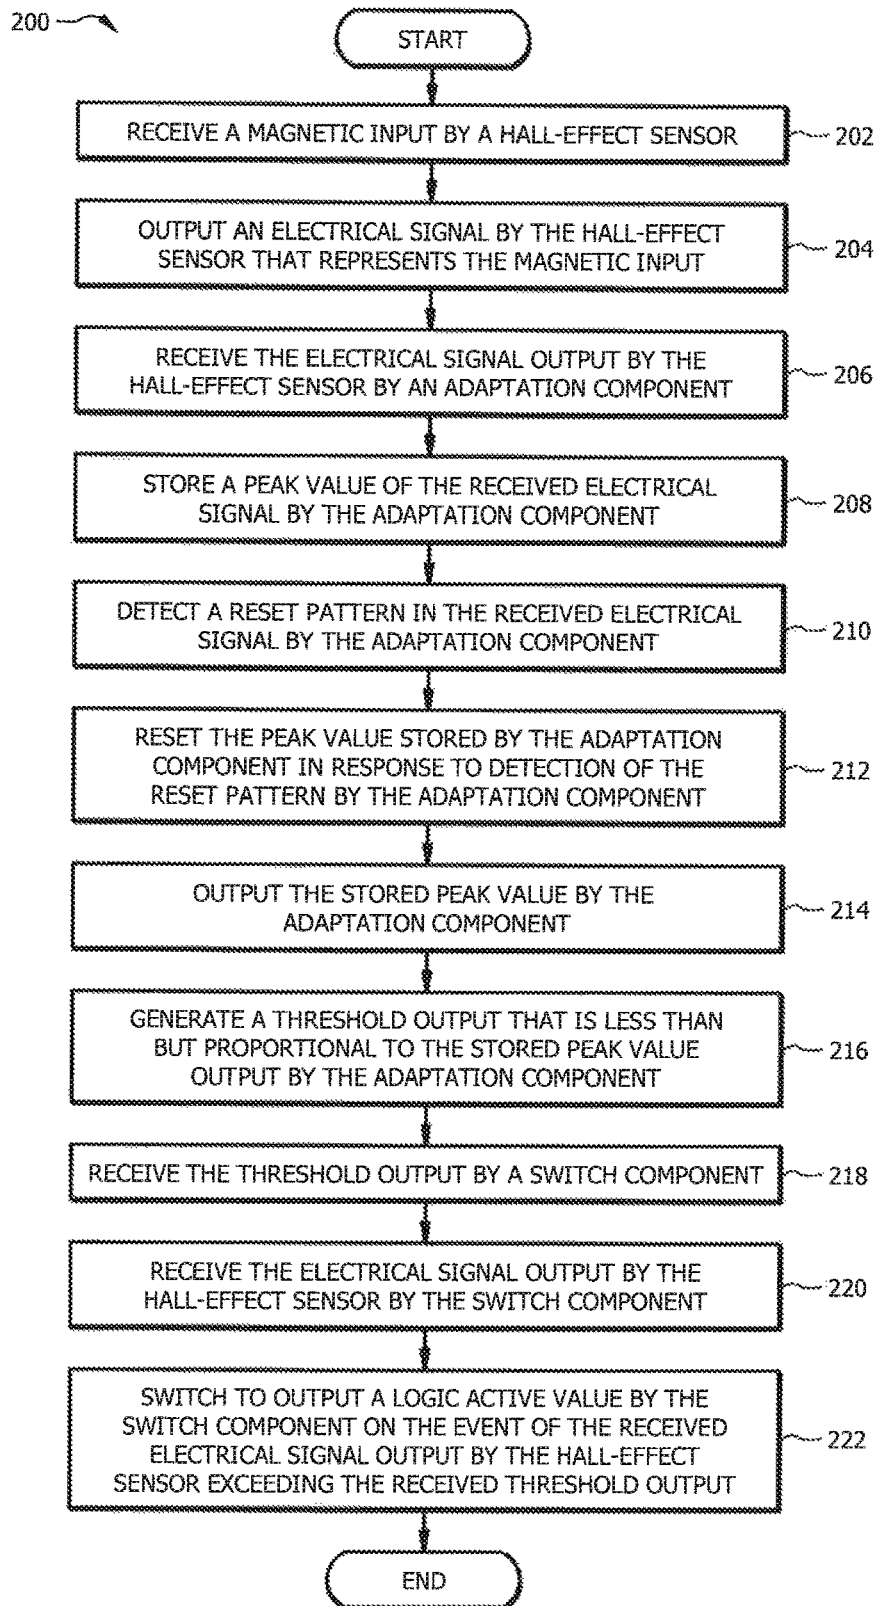 200
START
RECEIVE A MAGNETIC INPUT BY A HALL-EFFECT SENSOR
202
OUTPUT AN ELECTRICAL SIGNAL BY THE HALL-EFFECT
SENSOR THAT REPRESENTS THE MAGNETIC INPUT
204
RECEIVE THE ELECTRICAL SIGNAL OUTPUT BY THE
HALL-EFFECT SENSOR BY AN ADAPTATION COMPONENT
206
STORE A PEAK VALUE OF THE RECEIVED ELECTRICAL
SIGNAL BY THE ADAPTATION COMPONENT
208
DETECT A RESET PATTERN IN THE RECEIVED ELECTRICAL
SIGNAL BY THE ADAPTATION COMPONENT
210
RESET THE PEAK VALUE STORED BY THE ADAPTATION
COMPONENT IN RESPONSE TO DETECTION OF THE
RESET PATTERN BY THE ADAPTATION COMPONENT
212
OUTPUT THE STORED PEAK VALUE BY THE
ADAPTATION COMPONENT
214
GENERATE A THRESHOLD OUTPUT THAT IS LESS THAN
BUT PROPORTIONAL TO THE STORED PEAK VALUE
OUTPUT BY THE ADAPTATION COMPONENT
216
RECEIVE THE THRESHOLD OUTPUT BY A SWITCH COMPONENT
218
RECEIVE THE ELECTRICAL SIGNAL OUTPUT BY THE
HALL-EFFECT SENSOR BY THE SWITCH COMPONENT
220
SWITCH TO OUTPUT A LOGIC ACTIVE VALUE BY THE
SWITCH COMPONENT ON THE EVENT OF THE RECEIVED
ELECTRICAL SIGNAL OUTPUT BY THE HALL-EFFECT
SENSOR EXCEEDING THE RECEIVED THRESHOLD OUTPUT
222
END